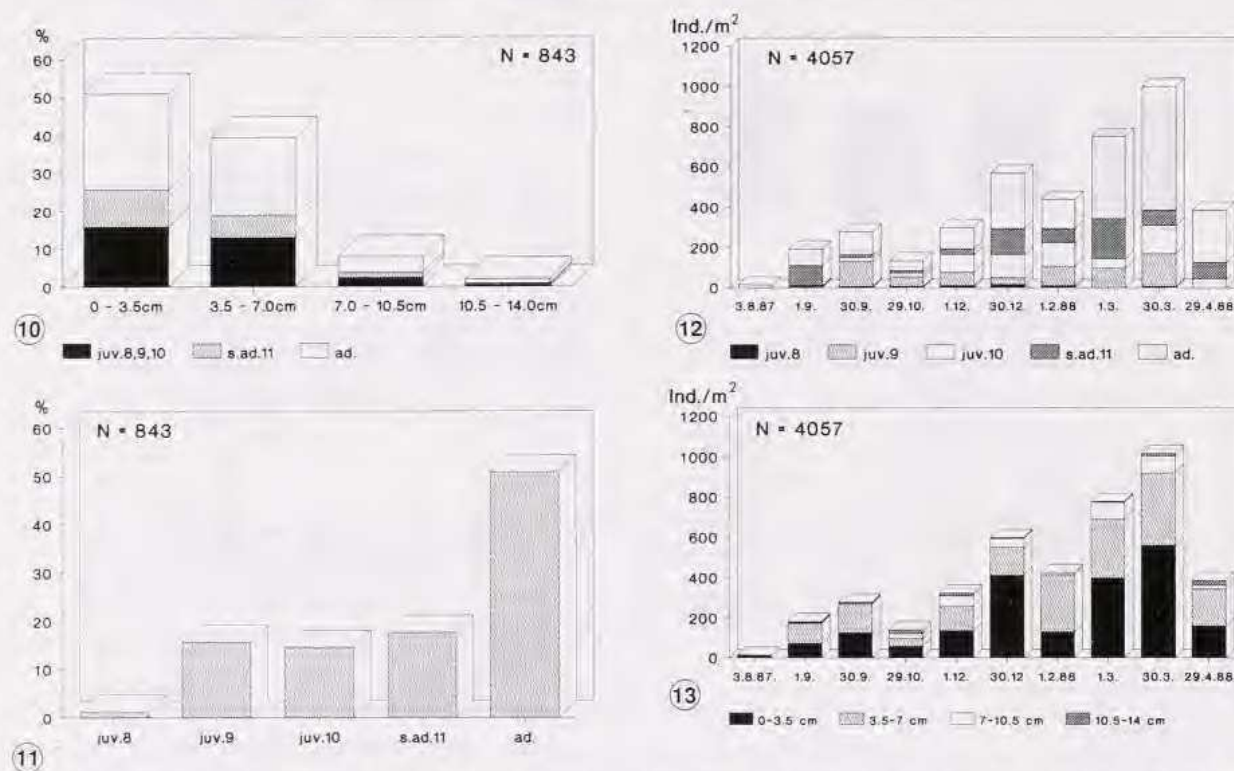 %
60
50
40
30
20
10
0
N = 843
0 - 3.5cm 3.5 - 7.0cm 7.0 - 10.5cm 10.5 - 14.0cm
10
juv.8,9,10 s.ad.11 ad.
%
60
50
40
30
20
10
0
N = 843
juv.8 juv.9 juv.10 s.ad.11 ad.
11
Ind./m²
1200
1000
800
600
400
200
0
N = 4057
3.8.87 1.9. 30.9. 29.10. 1.12. 30.12 1.2.88 1.3. 30.3. 29.4.88
12
juv.8 juv.9 juv.10 s.ad.11 ad.
Ind./m²
1200
1000
800
600
400
200
0
N = 4057
3.8.87. 1.9. 30.9. 29.10. 1.12. 30.12 1.2.88 1.3. 30.3. 29.4.88
13
0-3.5 cm 3.5-7 cm 7-10.5 cm 10.5-14 cm